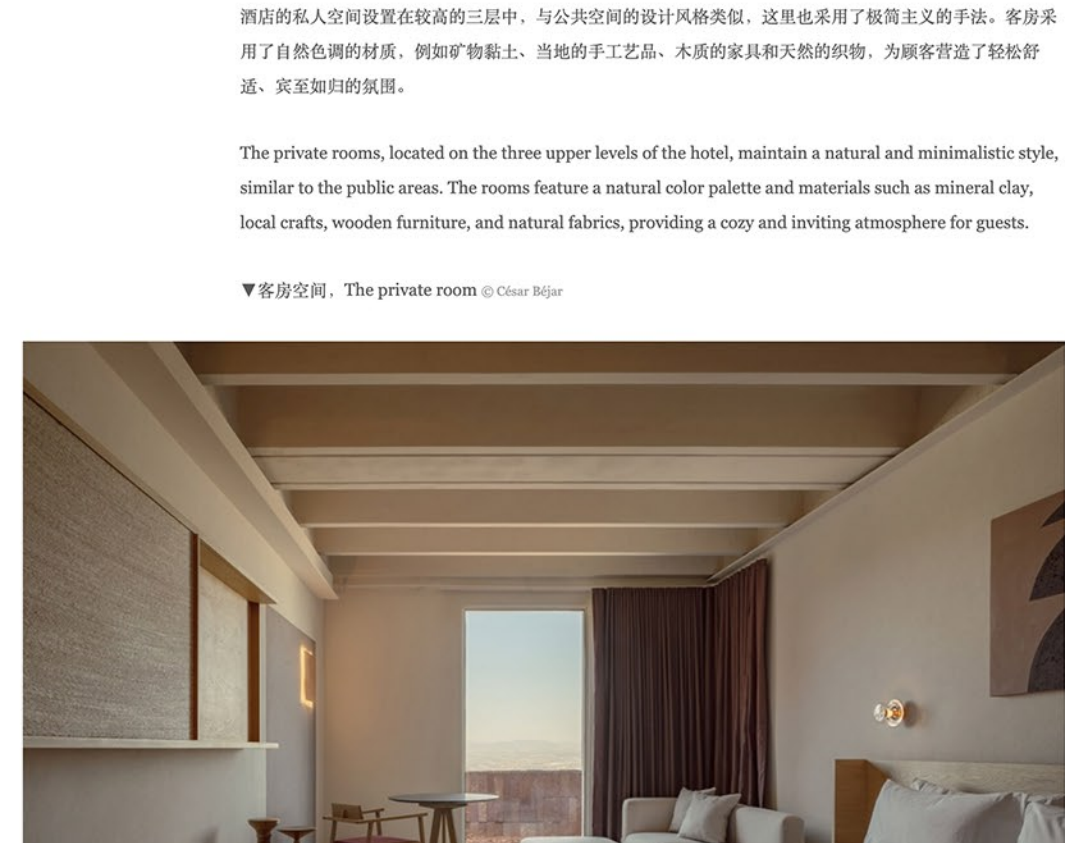 酒店的私人空间设置在较高的三层中，与公共空间的设计风格类似，这里也采用了极简主义的手法。客房采
用了自然色调的材质，例如矿物黏土、当地的手工艺品、木质的家具和天然的织物，为顾客营造了轻松舒
适、宾至如归的氛围。
The private rooms, located on the three upper levels of the hotel, maintain a natural and minimalistic style,
similar to the public areas. The rooms feature a natural color palette and materials such as mineral clay,
local crafts, wooden furniture, and natural fabrics, providing a cozy and inviting atmosphere for guests.
▼客房空间，The private room © César Béjar